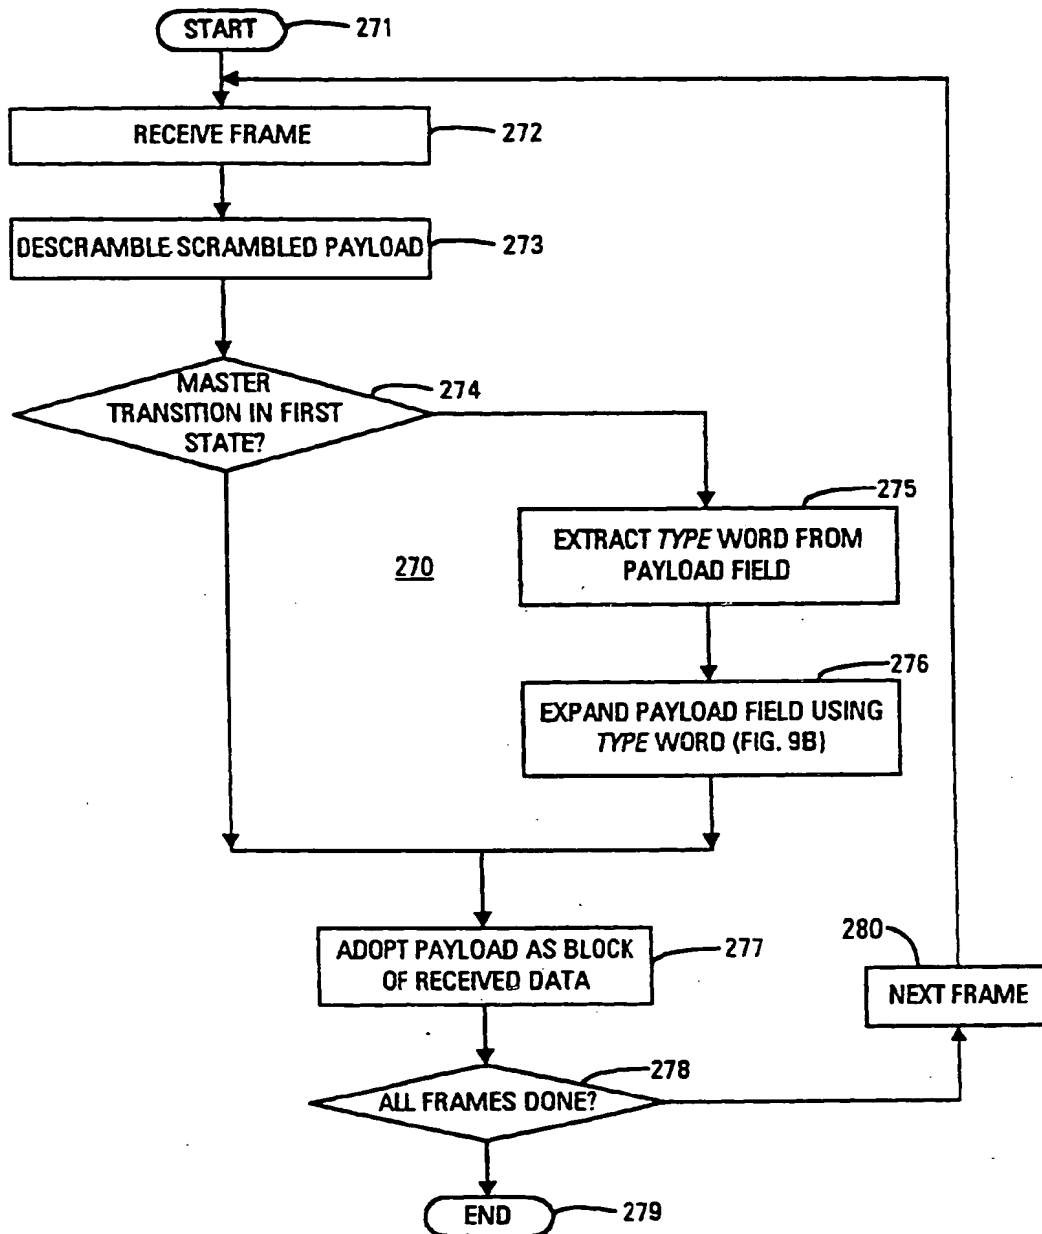 START
271
RECEIVE FRAME
272
DESCRAMBLE SCRAMBLED PAYLOAD
273
MASTER
TRANSITION IN FIRST
STATE?
274
275
EXTRACT TYPE WORD FROM
PAYLOAD FIELD
270
276
EXPAND PAYLOAD FIELD USING
TYPE WORD (FIG. 9B)
ADOPT PAYLOAD AS BLOCK
OF RECEIVED DATA
277
280
NEXT FRAME
278
ALL FRAMES DONE?
END
279